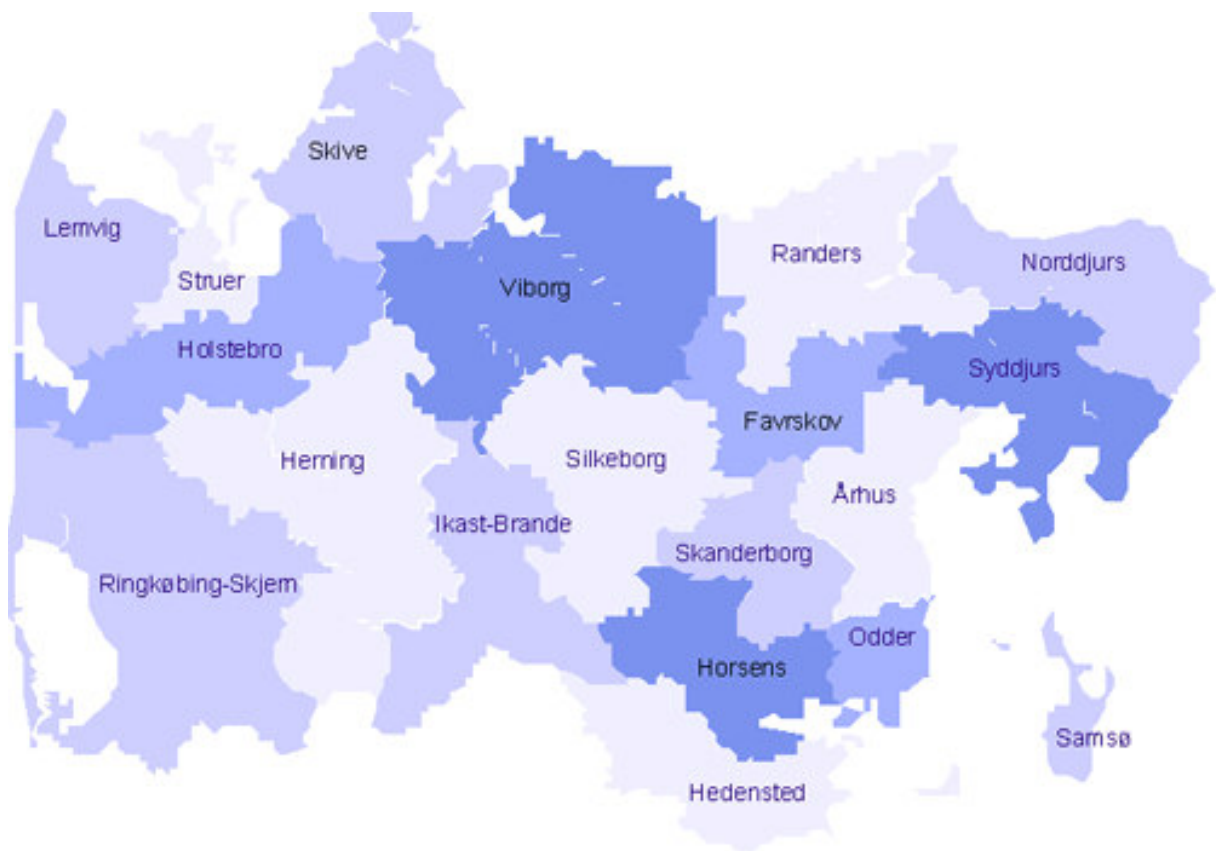 Skive
Lemvig
Struer
Viborg
Randers
Norddjurs
Holstebro
Syddjurs
Favrskov
Herning
Silkeborg
Århus
Ikast-Brande
Skanderborg
Ringkøbing-Skjern
Odder
Horsens
Samsø
Hedensted